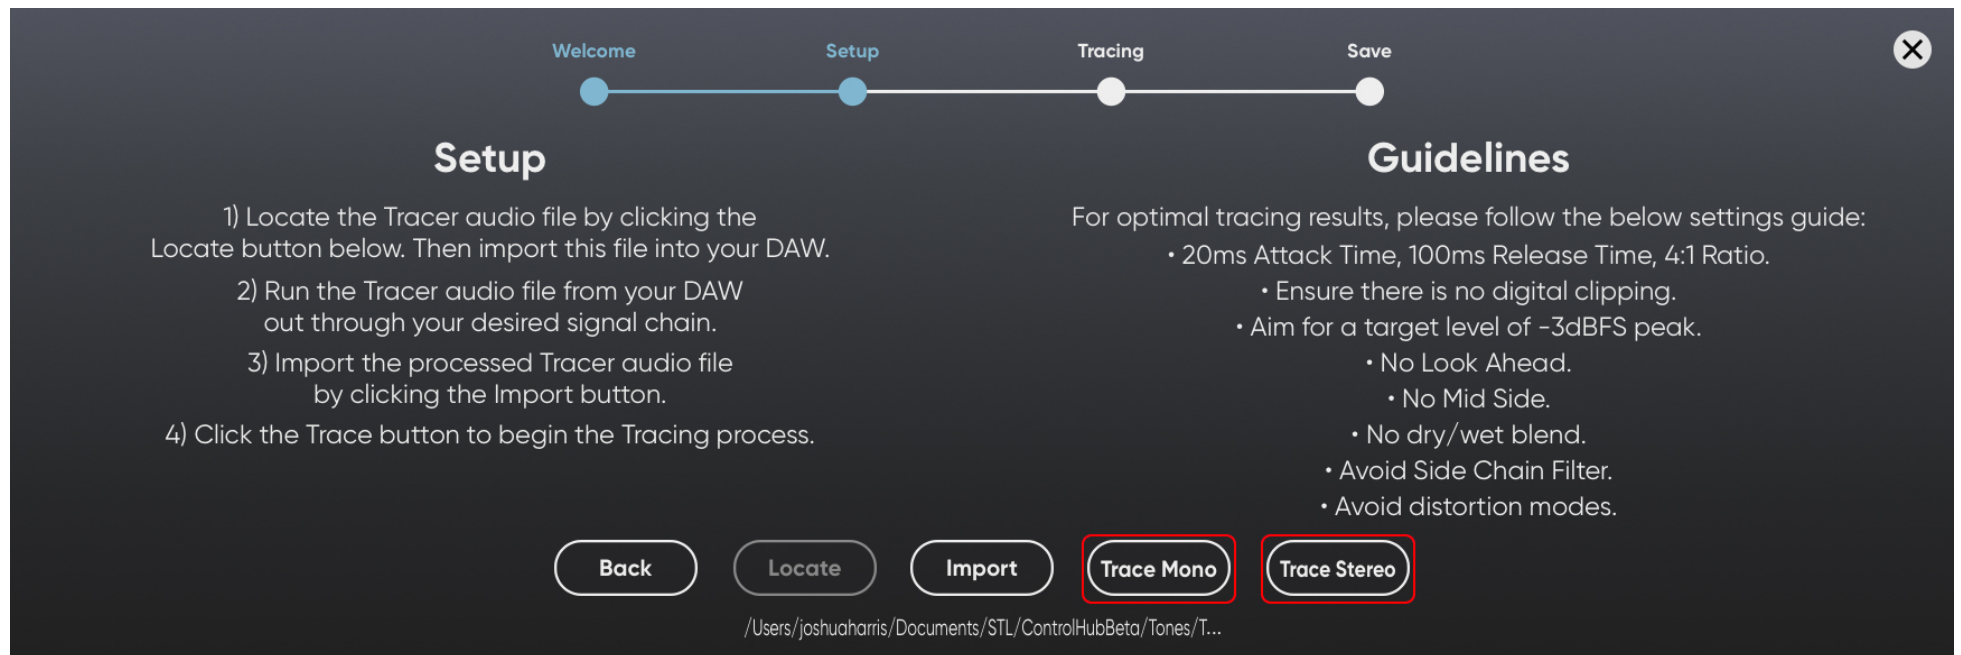 Welcome Setup Tracing Save
Setup
1) Locate the Tracer audio file by clicking the
Locate button below. Then import this file into your DAW.
2) Run the Tracer audio file from your DAW
out through your desired signal chain.
3) Import the processed Tracer audio file
by clicking the Import button.
4) Click the Trace button to begin the Tracing process.
Guidelines
For optimal tracing results, please follow the below settings guide:
• 20ms Attack Time, 100ms Release Time, 4:1 Ratio.
• Ensure there is no digital clipping.
• Aim for a target level of -3dBFS peak.
• No Look Ahead.
• No Mid Side.
• No dry/wet blend.
• Avoid Side Chain Filter.
• Avoid distortion modes.
Back Locate Import Trace Mono Trace Stereo
/Users/joshuaharris/Documents/STL/ControlHubBeta/Tones/T...